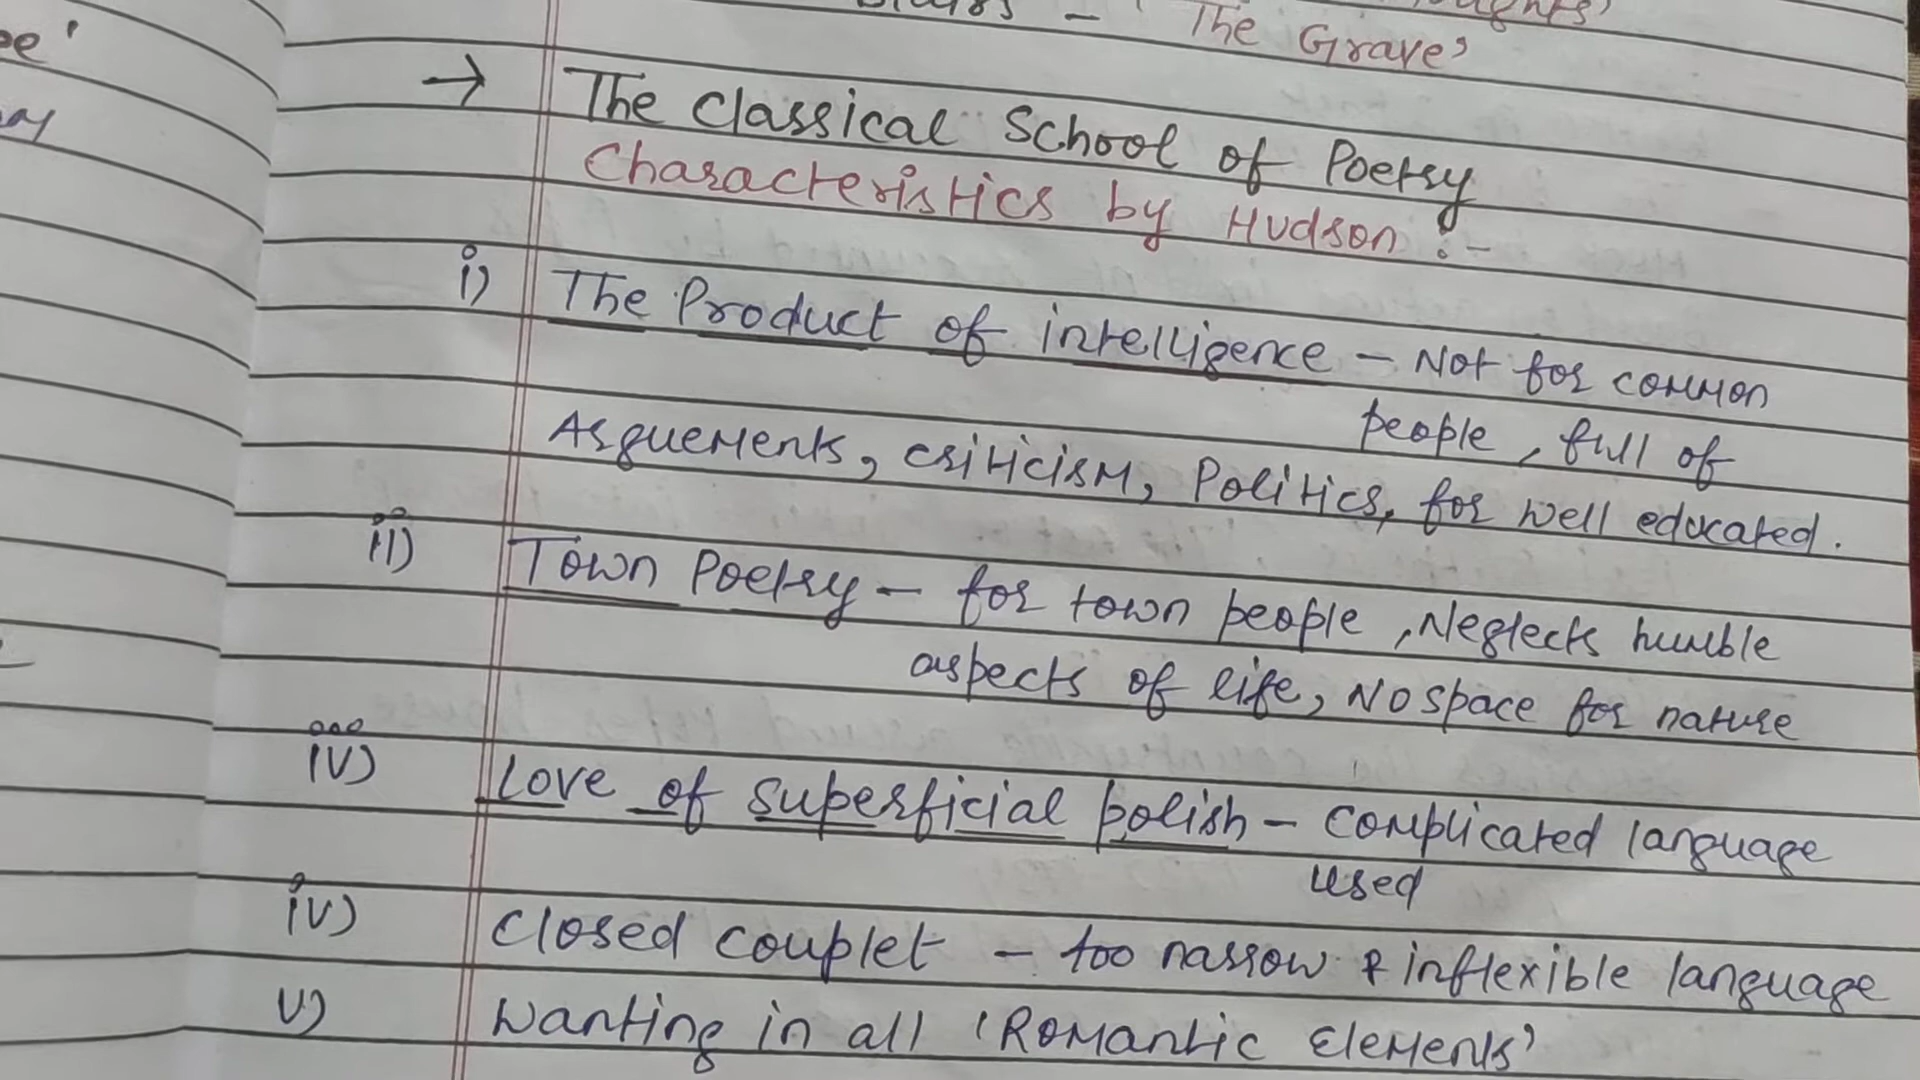 - 'The Grave'
→ The Classical School of Poetry
Characteristics by Hudson :-
i) The Product of intelligence - Not for common
people, full of
Arguements, criticism, Politics, for well educated.
ii) Town Poetry - for town people, Neglects humble
aspects of life, No space for nature
iv) Love of superficial polish - complicated language
used
iv) Closed couplet - too narrow & inflexible language
v) Wanting in all 'Romantic Elements'